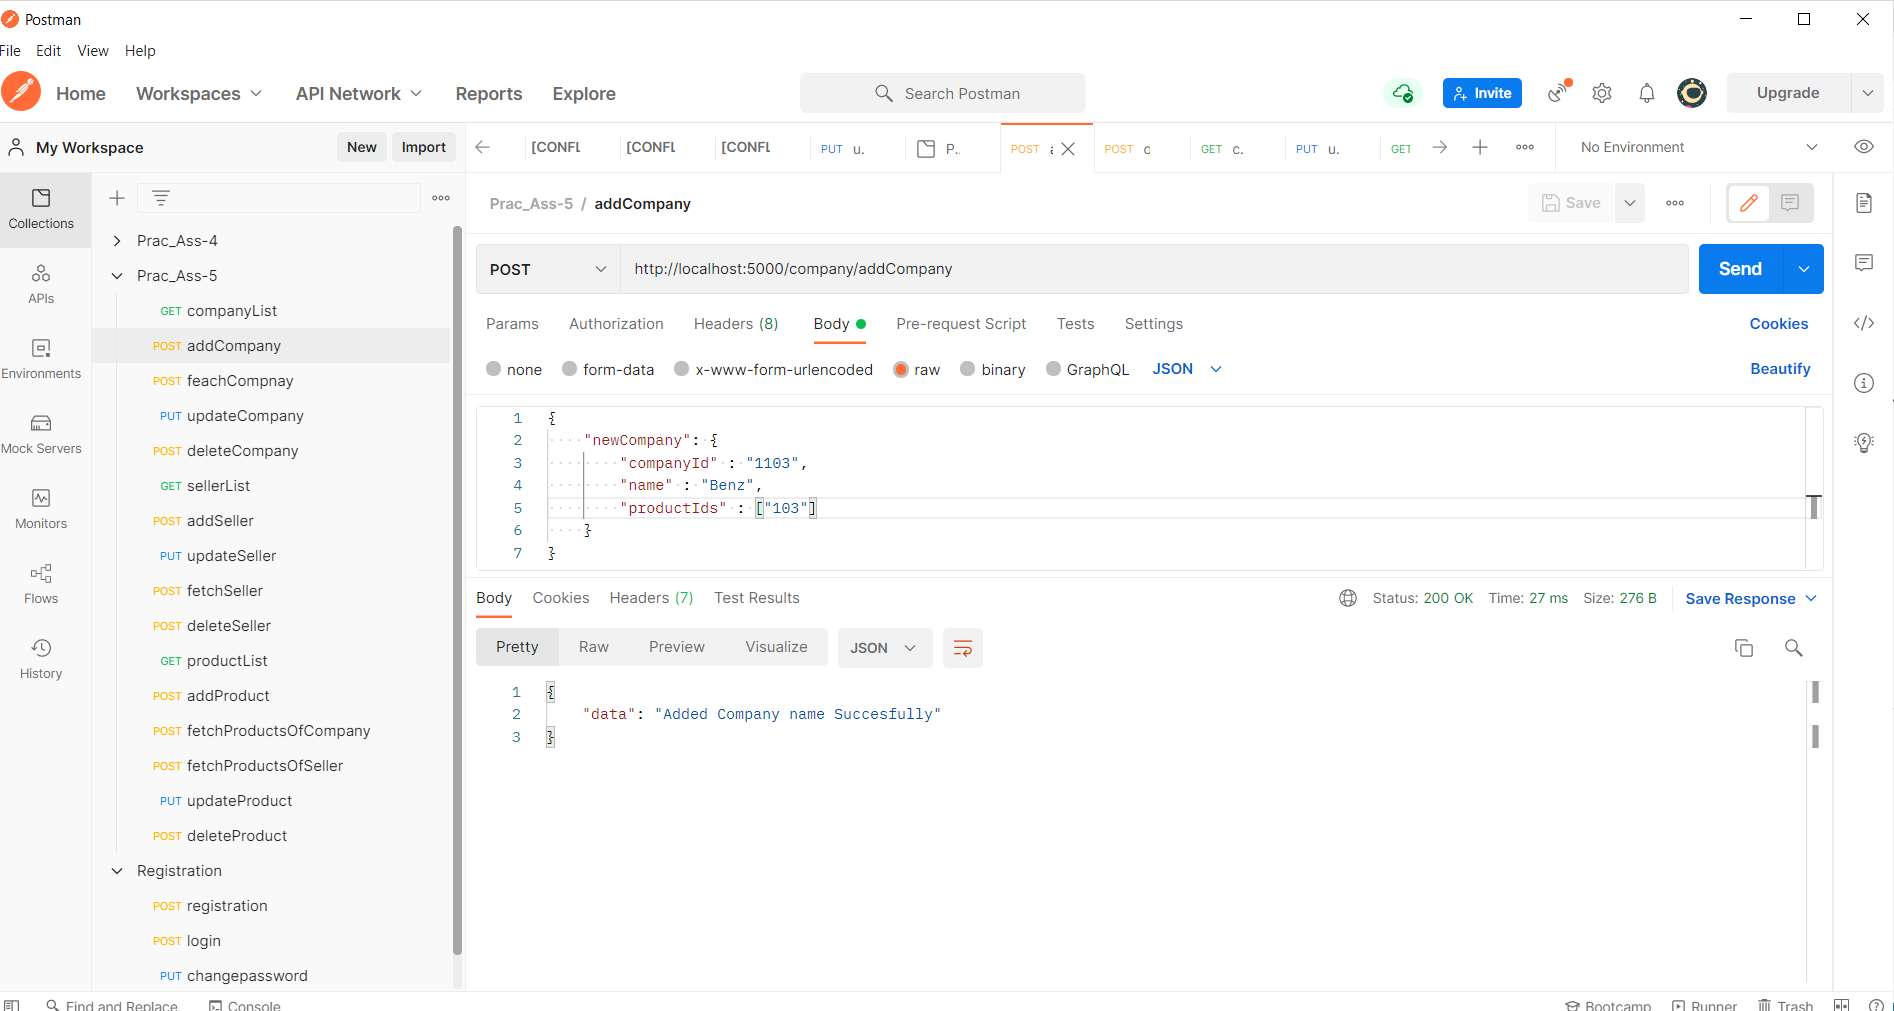 Postman
File Edit View Help
Home Workspaces API Network Reports Explore Search Postman Invite Upgrade
My Workspace New Import [CONFL [CONFL [CONFL PUT u. P.. POST POST c GET c. PUT u. GET No Environment
Collections
APIs
Environments
Mock Servers
Monitors
Flows
History
Prac_Ass-4
Prac_Ass-5
GET companyList
POST addCompany
POST feachCompnay
PUT updateCompany
POST deleteCompany
GET sellerList
POST addSeller
PUT updateSeller
POST fetchSeller
POST deleteSeller
GET productList
POST addProduct
POST fetchProductsOfCompany
POST fetchProductsOfSeller
PUT updateProduct
POST deleteProduct
Registration
POST registration
POST login
PUT changepassword
Prac_Ass-5 / addCompany Save
POST http://localhost:5000/company/addCompany Send
Params Authorization Headers (8) Body Pre-request Script Tests Settings Cookies
none form-data x-www-form-urlencoded raw binary GraphQL JSON Beautify
1 {
2 "newCompany": {
3 "companyId" : "1103",
4 "name" : "Benz",
5 "productIds" : ["103"]
6 }
7 }
Body Cookies Headers (7) Test Results Status: 200 OK Time: 27 ms Size: 276 B Save Response
Pretty Raw Preview Visualize JSON
1 {
2 "data": "Added Company name Succesfully"
3 }
Find and Replace Console Bootcamp Runner Trash